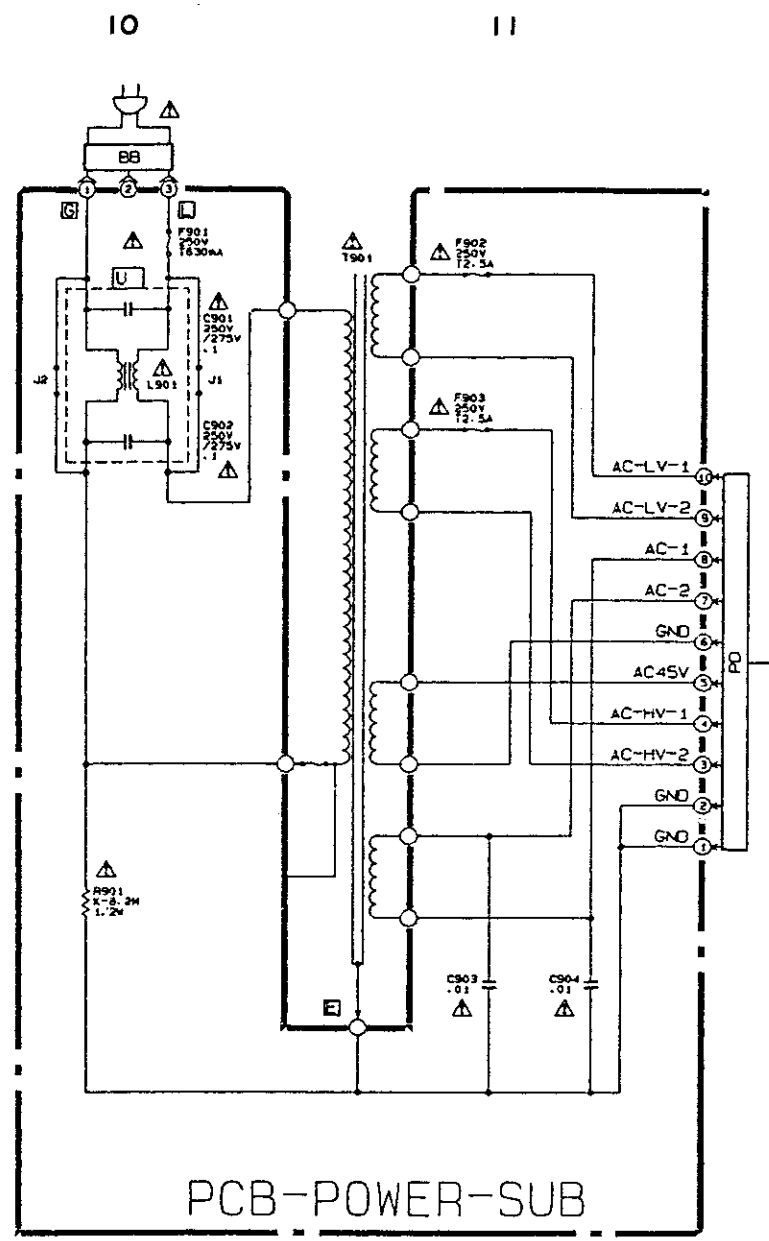 10
11
BB
1
2
3
G
L
F901
250V
T630mA
U
C901
250V
/275V
.1
L901
J2
J1
C902
250V
/275V
.1
T901
F902
250V
T2.5A
F903
250V
T2.5A
AC-LV-1
10
AC-LV-2
9
AC-1
8
AC-2
7
GND
6
AC45V
5
AC-HV-1
4
AC-HV-2
3
GND
2
GND
1
PD
R901
K-8.2M
E
C903
.01
C904
.01
PCB-POWER-SUB